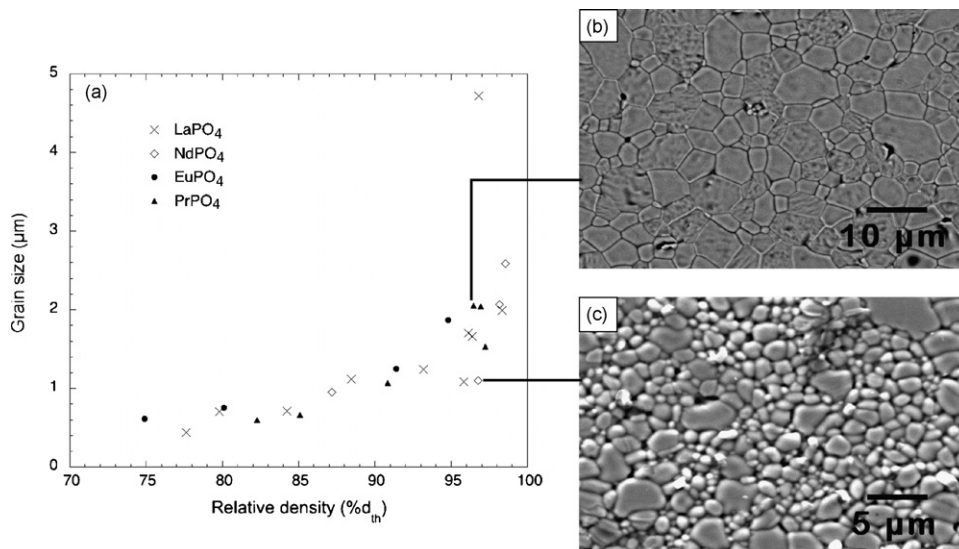 (a)
5
4
3
2
1
0
Grain size (µm)
LaPO₄
NdPO₄
EuPO₄
PrPO₄
70 75 80 85 90 95 100
Relative density (%d_th)
(b)
10 µm
(c)
5 µm